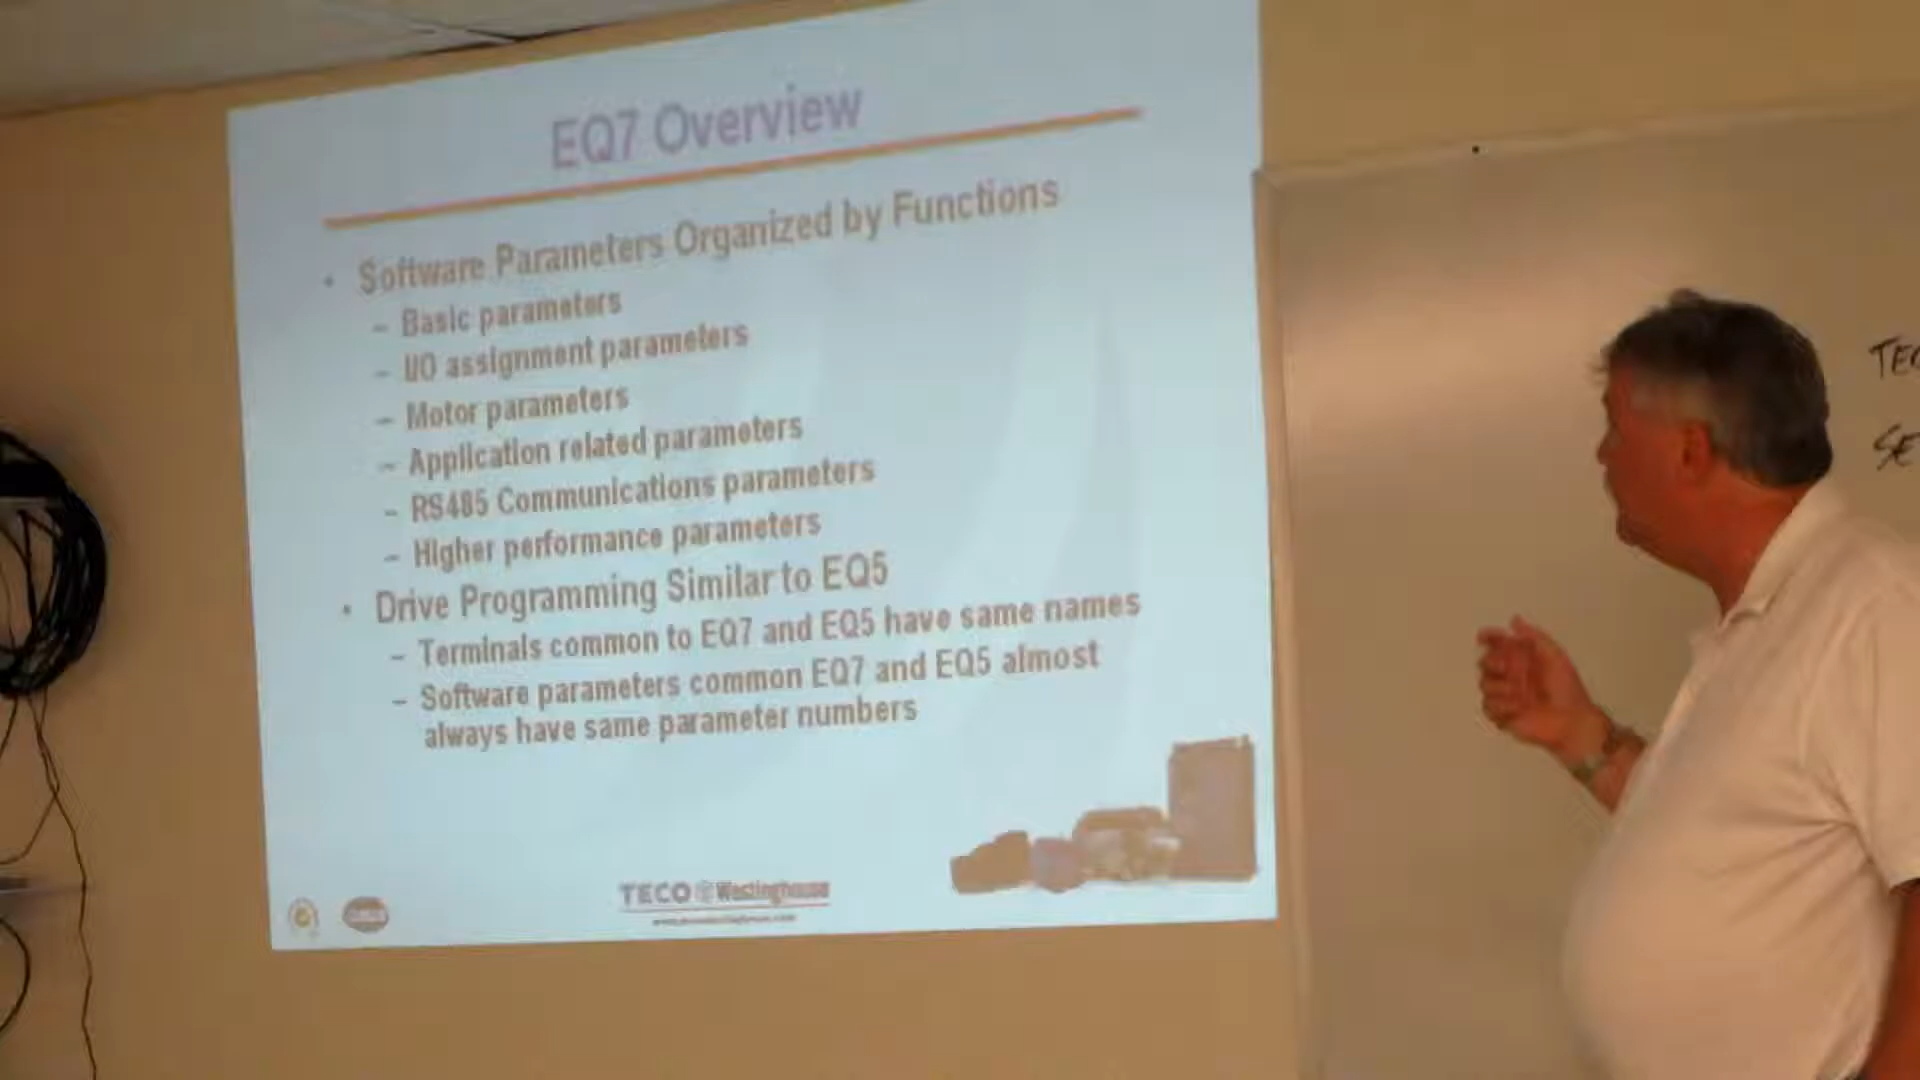 EQ7 Overview
• Software Parameters Organized by Functions
– Basic parameters
– I/O assignment parameters
– Motor parameters
– Application related parameters
– RS485 Communications parameters
– Higher performance parameters
• Drive Programming Similar to EQ5
– Terminals common to EQ7 and EQ5 have same names
– Software parameters common EQ7 and EQ5 almost
always have same parameter numbers
TECO Westinghouse
TEC
SE